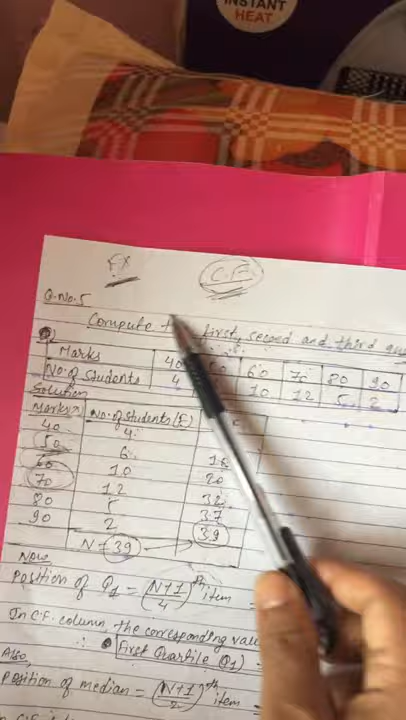 INSTANT
HEAT
FX
C.F.
Q.No.5
Compute first, second and third
Marks 40 60 70 80 90
No. of Students 4 10 12 5 2
Solution
Marks No. of Students (F)
40 4
50 6
60 10 20
70 12 32
80 5 37
90 2 39
N = 39
Now
Position of Q1 = (N+1/4)th item =
In C.F. column, the corresponding
∴ First Quartile (Q1) =
Also,
Position of median = (N+1/2)th item =